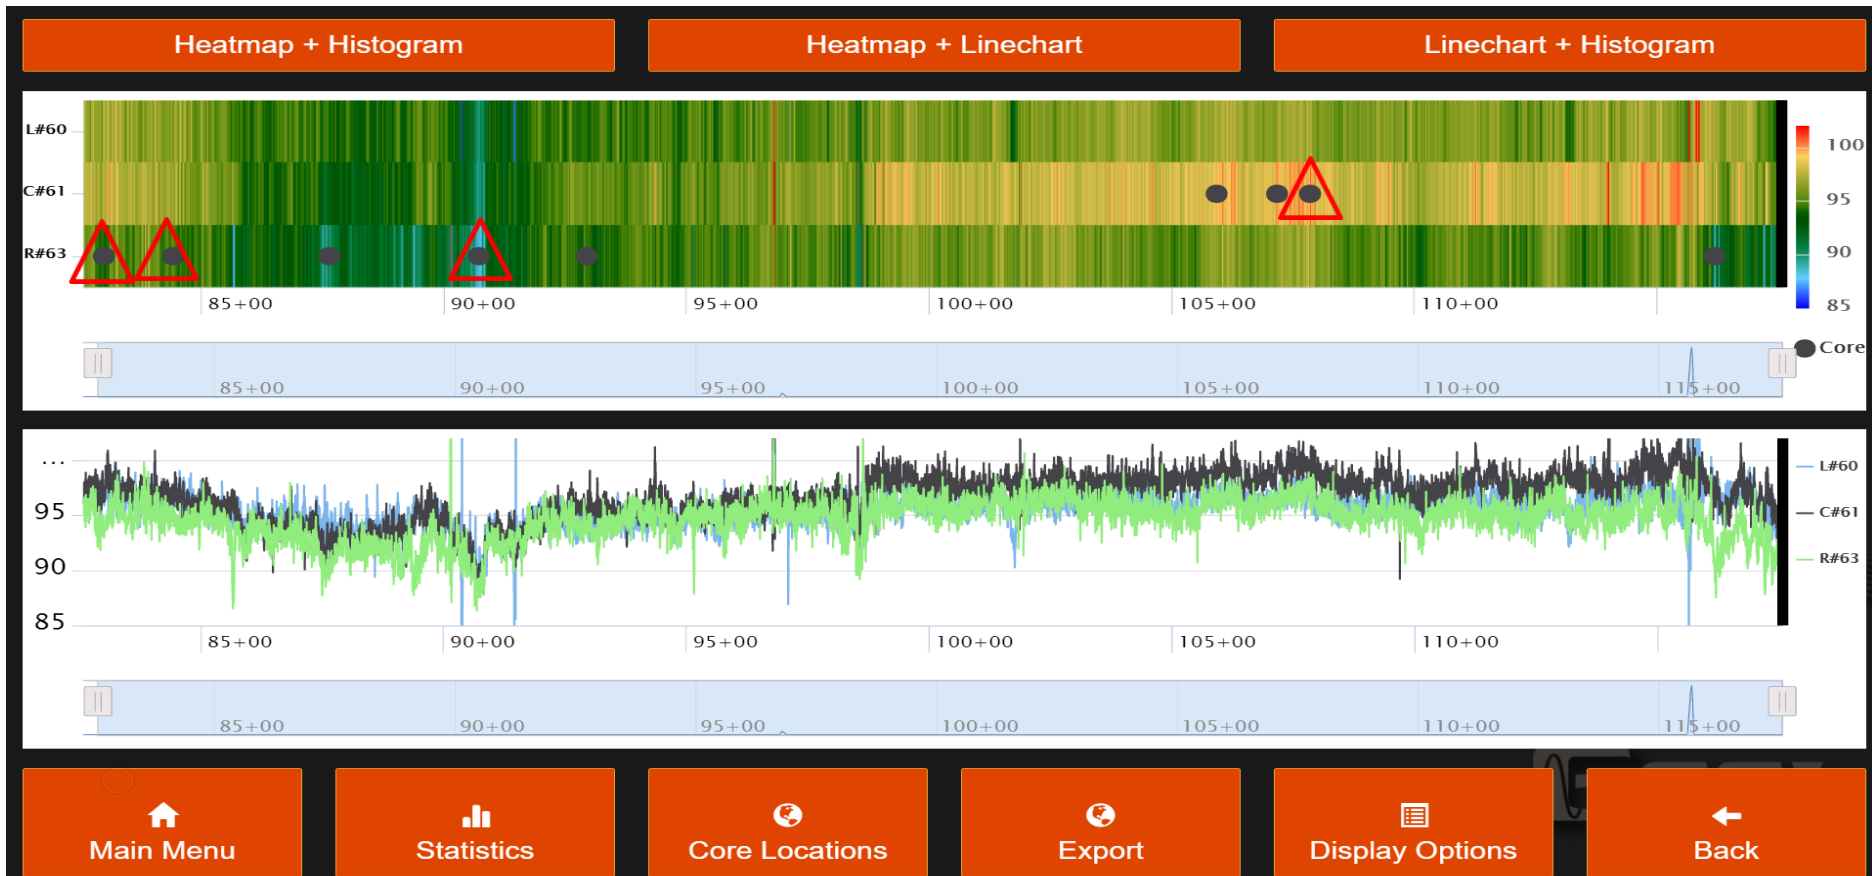 Heatmap + Histogram
Heatmap + Linechart
Linechart + Histogram
L#60
C#61
R#63
100
95
90
85
85+00 90+00 95+00 100+00 105+00 110+00
Core
85+00 90+00 95+00 100+00 105+00 110+00 115+00
...
95
90
85
L#60
C#61
R#63
85+00 90+00 95+00 100+00 105+00 110+00
85+00 90+00 95+00 100+00 105+00 110+00 115+00
Main Menu
Statistics
Core Locations
Export
Display Options
Back